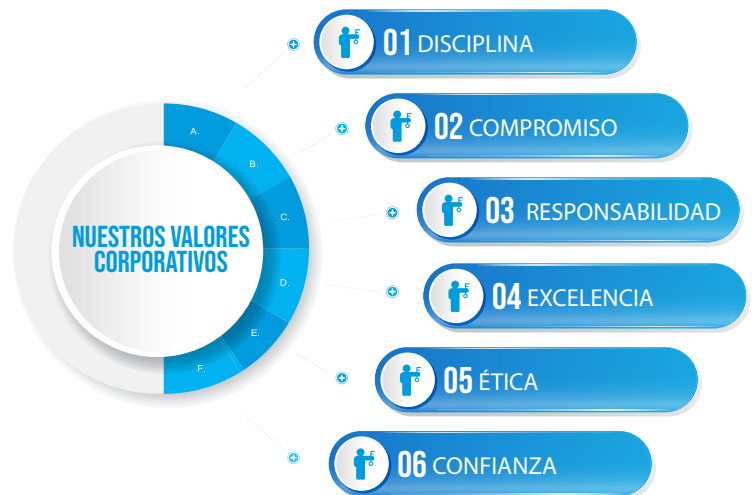 NUESTROS VALORES
CORPORATIVOS
A.
B.
C.
D.
E.
F.
01 DISCIPLINA
02 COMPROMISO
03 RESPONSABILIDAD
04 EXCELENCIA
05 ÉTICA
06 CONFIANZA